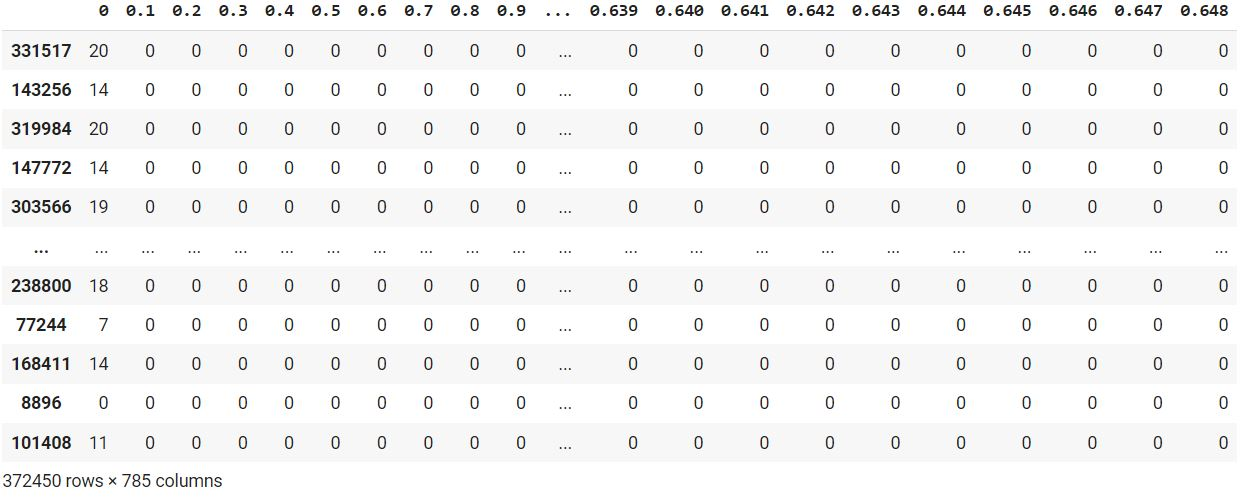 0 0.1 0.2 0.3 0.4 0.5 0.6 0.7 0.8 0.9 ... 0.639 0.640 0.641 0.642 0.643 0.644 0.645 0.646 0.647 0.648
331517 20 0 0 0 0 0 0 0 0 0 ... 0 0 0 0 0 0 0 0 0 0
143256 14 0 0 0 0 0 0 0 0 0 ... 0 0 0 0 0 0 0 0 0 0
319984 20 0 0 0 0 0 0 0 0 0 ... 0 0 0 0 0 0 0 0 0 0
147772 14 0 0 0 0 0 0 0 0 0 ... 0 0 0 0 0 0 0 0 0 0
303566 19 0 0 0 0 0 0 0 0 0 ... 0 0 0 0 0 0 0 0 0 0
... ... ... ... ... ... ... ... ... ... ... ... ... ... ... ... ... ... ... ... ... ...
238800 18 0 0 0 0 0 0 0 0 0 ... 0 0 0 0 0 0 0 0 0 0
77244 7 0 0 0 0 0 0 0 0 0 ... 0 0 0 0 0 0 0 0 0 0
168411 14 0 0 0 0 0 0 0 0 0 ... 0 0 0 0 0 0 0 0 0 0
8896 0 0 0 0 0 0 0 0 0 0 ... 0 0 0 0 0 0 0 0 0 0
101408 11 0 0 0 0 0 0 0 0 0 ... 0 0 0 0 0 0 0 0 0 0
372450 rows × 785 columns